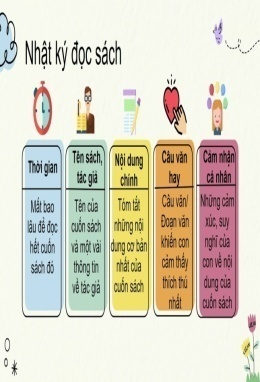 Nhật ký đọc sách
Thời gian
Mất bao
lâu để đọc
hết cuốn
sách đó
Tên sách,
tác giả
Tên của
cuốn sách
và một vài
thông tin
về tác giả
Nội dung
chính
Tóm tắt
những nội
dung cơ bản
nhất của
cuốn sách
Câu văn
hay
Câu văn/
Đoạn văn
khiến con
cảm thấy
thích thú
nhất
Cảm nhận
cá nhân
Những cảm
xúc, suy
nghĩ của
con về nội
dung của
cuốn sách